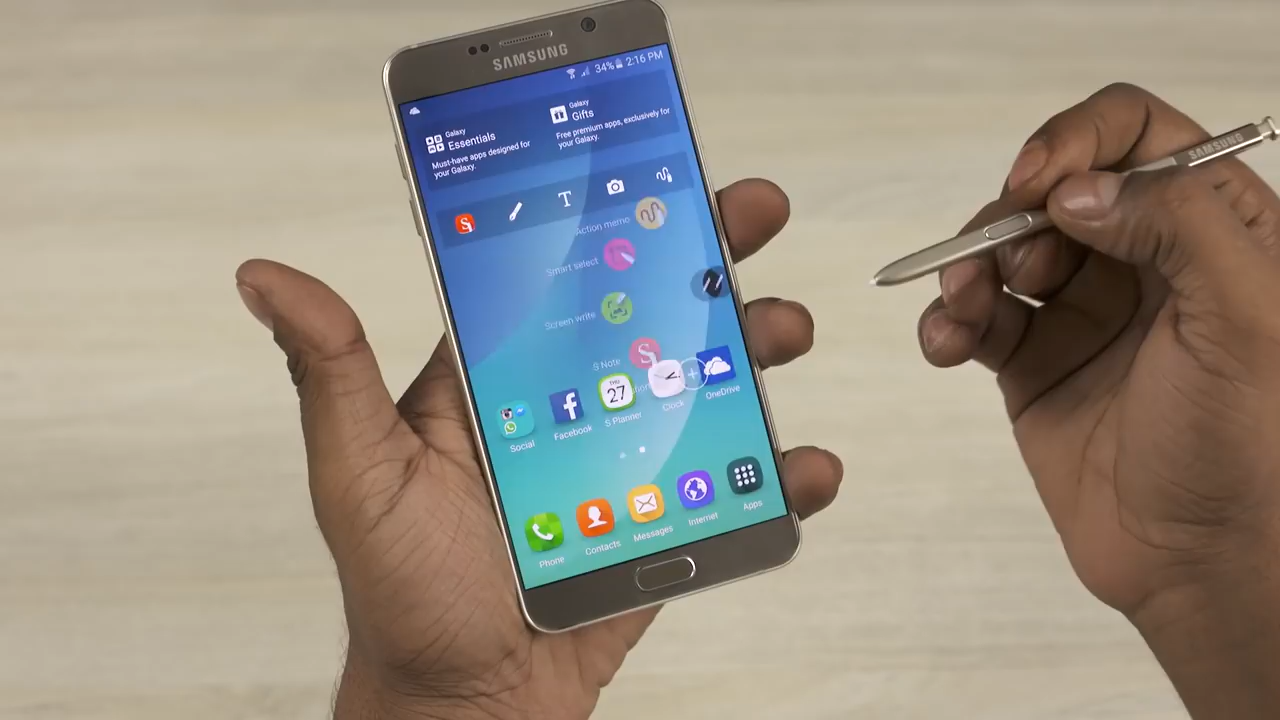 SAMSUNG
34% 2:16 PM
Galaxy
Essentials
Must-have apps designed for
your Galaxy.
Galaxy
Gifts
Free premium apps, exclusively for
your Galaxy.
T
Action memo
Smart select
Screen write
S Note
THU
27
Social
Facebook
S Planner
Clock
OneDrive
Phone
Contacts
Messages
Internet
Apps
SAMSUNG